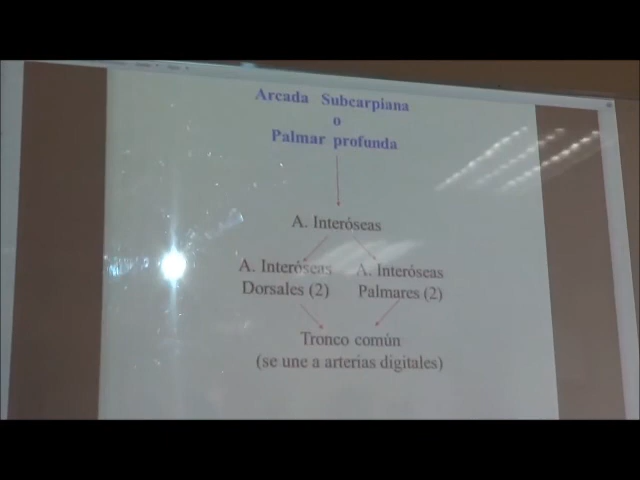 Arcada Subcarpiana
o
Palmar profunda
A. Interóseas
A. Interóseas A. Interóseas
Dorsales (2) Palmares (2)
Tronco común
(se une a arterias digitales)